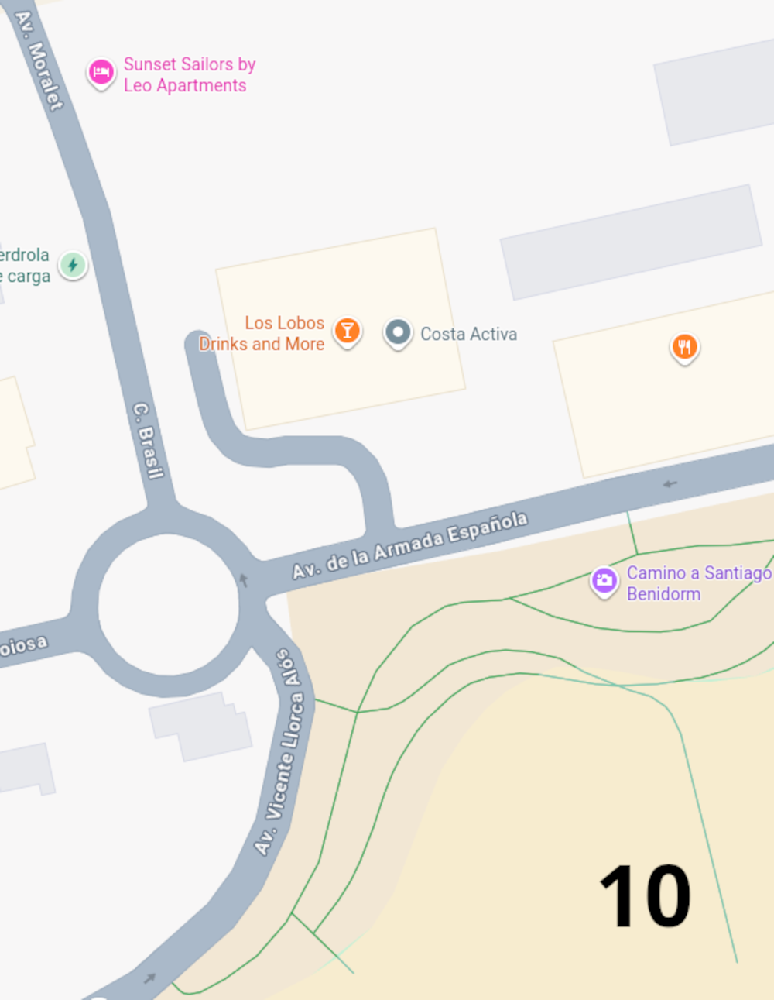 Av. Moralet
Sunset Sailors by
Leo Apartments
erdrola
e carga
Los Lobos
Drinks and More
Costa Activa
C. Brasil
Av. de la Armada Española
Camino a Santiago
Benidorm
oiosa
Av. Vicente Llorca Alós
10